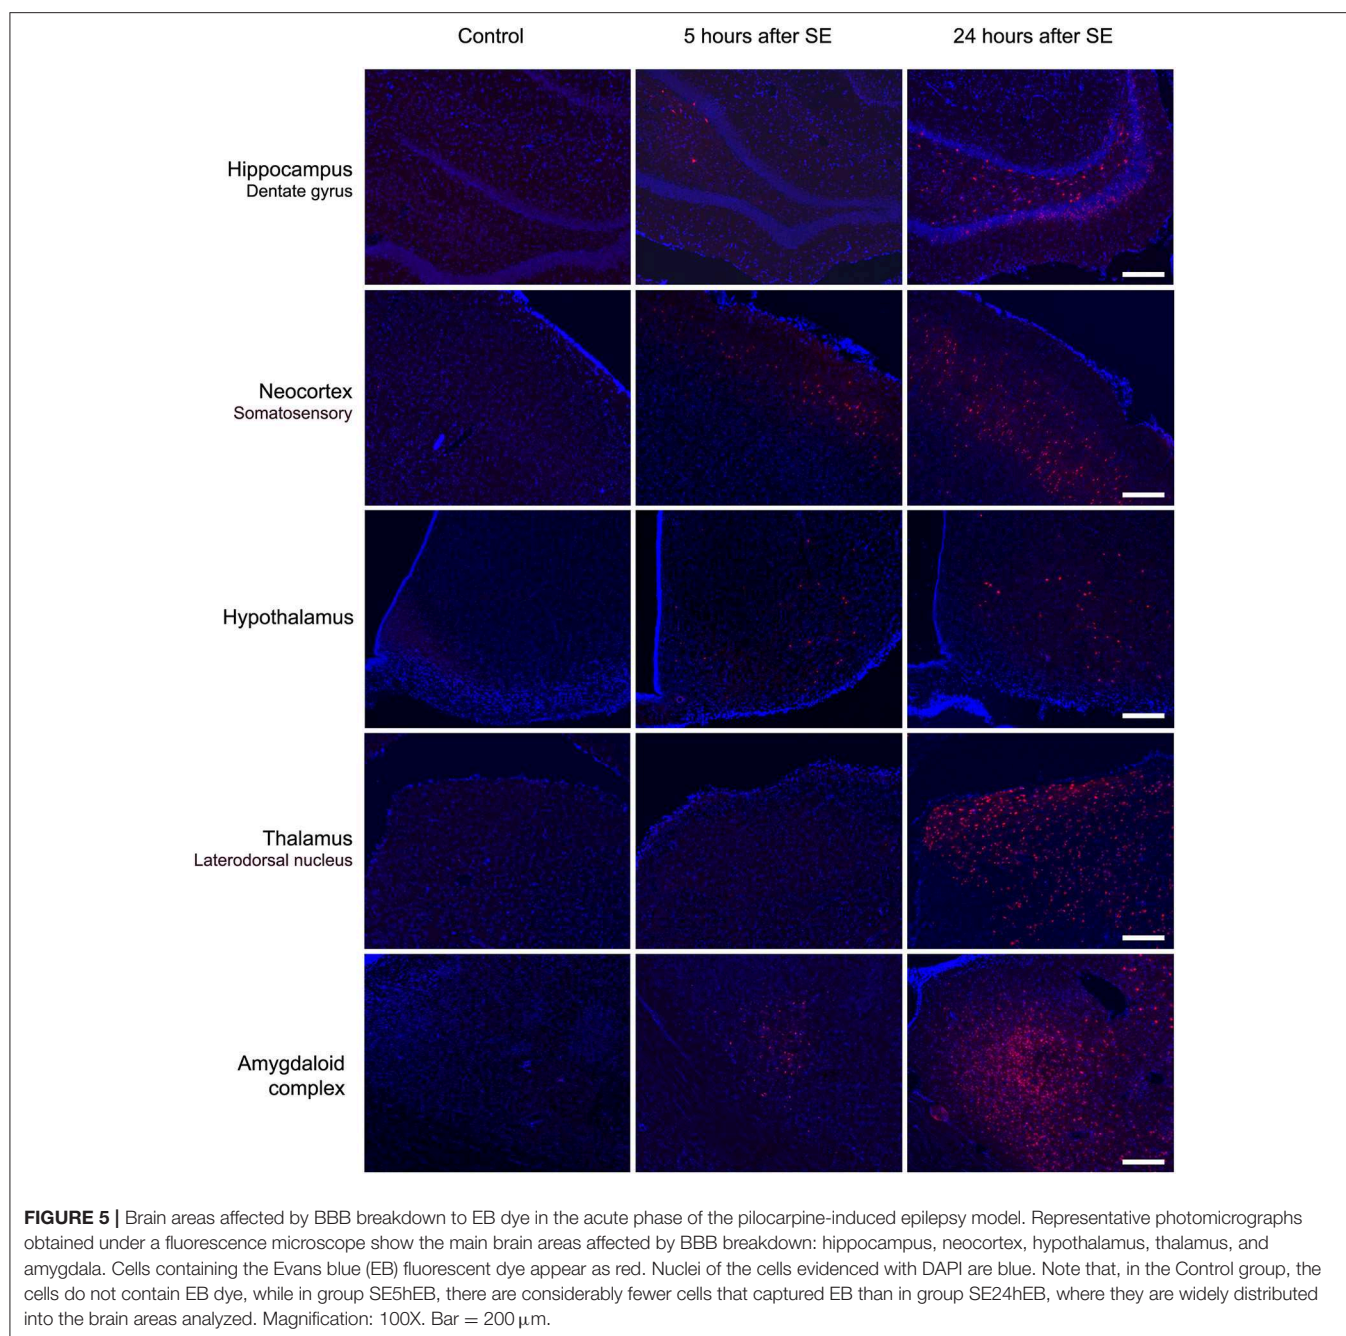 Control
5 hours after SE
24 hours after SE
Hippocampus
Dentate gyrus
Neocortex
Somatosensory
Hypothalamus
Thalamus
Laterodorsal nucleus
Amygdaloid
complex
FIGURE 5 | Brain areas affected by BBB breakdown to EB dye in the acute phase of the pilocarpine-induced epilepsy model. Representative photomicrographs
obtained under a fluorescence microscope show the main brain areas affected by BBB breakdown: hippocampus, neocortex, hypothalamus, thalamus, and
amygdala. Cells containing the Evans blue (EB) fluorescent dye appear as red. Nuclei of the cells evidenced with DAPI are blue. Note that, in the Control group, the
cells do not contain EB dye, while in group SE5hEB, there are considerably fewer cells that captured EB than in group SE24hEB, where they are widely distributed
into the brain areas analyzed. Magnification: 100X. Bar = 200 μm.